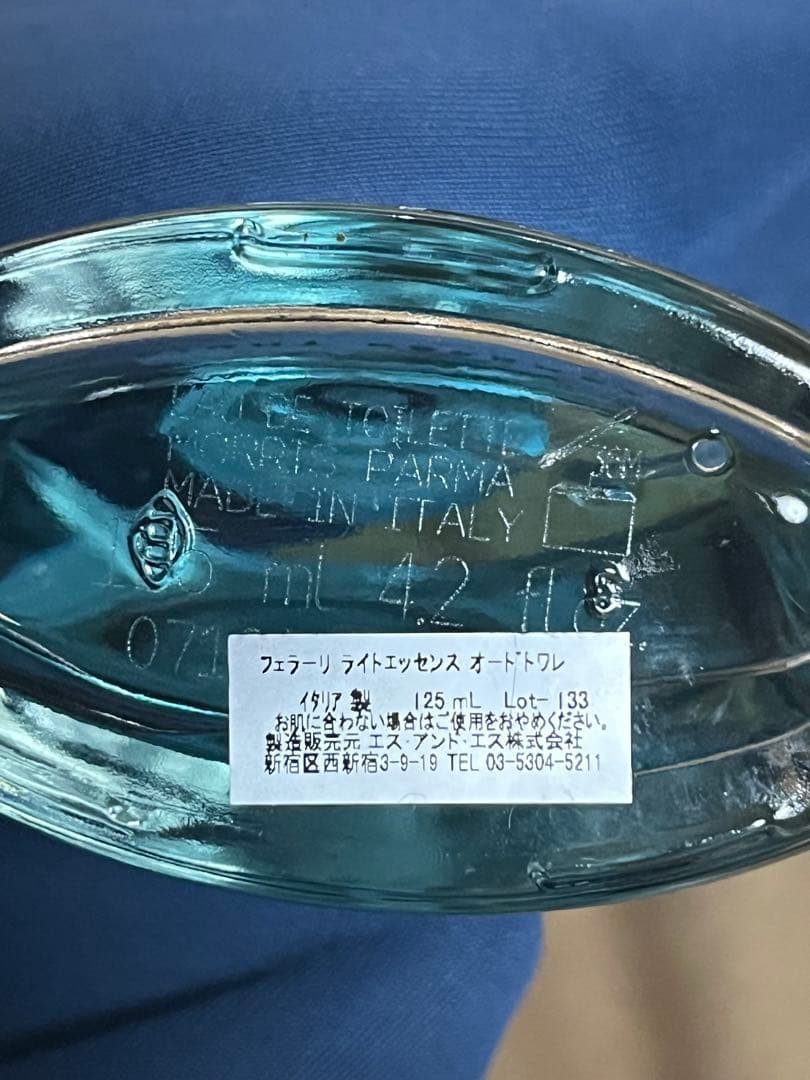 TOILETTE
PARMA
MADE IN ITALY
ml 4.2 fl
フェラーリ ライトエッセンス オードトワレ
イタリア製 125 mL Lot-133
お肌に合わない場合はご使用をおやめください。
製造販売元 エス・アンド・エス株式会社
新宿区西新宿3-9-19 TEL 03-5304-5211